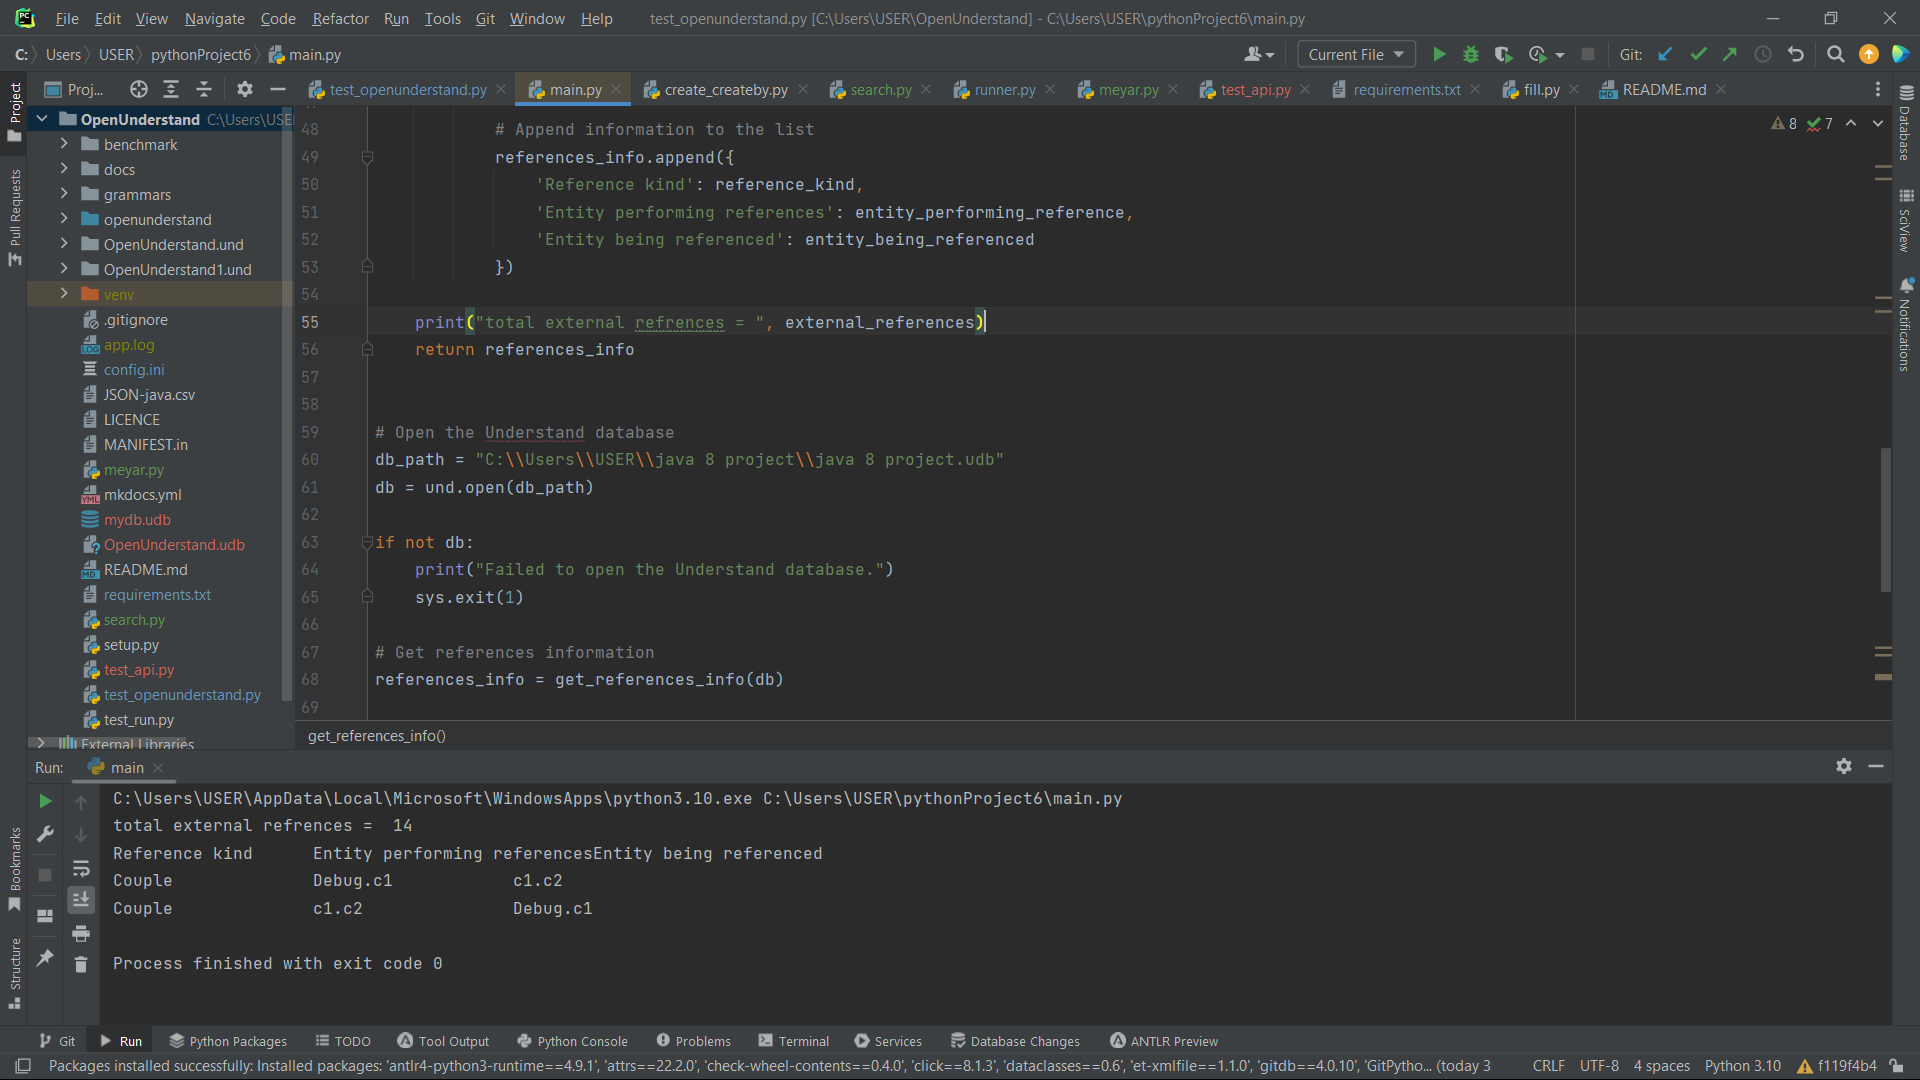 File Edit View Navigate Code Refactor Run Tools Git Window Help test_openunderstand.py [C:\Users\USER\OpenUnderstand] - C:\Users\USER\pythonProject6\main.py
C: Users USER pythonProject6 main.py Current File Git:
Project
Pull Requests
Bookmarks
Structure
Proj...
test_openunderstand.py main.py create_createby.py search.py runner.py meyar.py test_api.py requirements.txt fill.py README.md
OpenUnderstand C:\Users\USE
benchmark
docs
grammars
openunderstand
OpenUnderstand.und
OpenUnderstand1.und
venv
.gitignore
app.log
config.ini
JSON-java.csv
LICENCE
MANIFEST.in
meyar.py
mkdocs.yml
mydb.udb
OpenUnderstand.udb
README.md
requirements.txt
search.py
setup.py
test_api.py
test_openunderstand.py
test_run.py
External Libraries
8 7
48 # Append information to the list
49 references_info.append({
50 'Reference kind': reference_kind,
51 'Entity performing references': entity_performing_reference,
52 'Entity being referenced': entity_being_referenced
53 })
54
55 print("total external refrences = ", external_references)
56 return references_info
57
58
59 # Open the Understand database
60 db_path = "C:\\Users\\USER\\java 8 project\\java 8 project.udb"
61 db = und.open(db_path)
62
63 if not db:
64 print("Failed to open the Understand database.")
65 sys.exit(1)
66
67 # Get references information
68 references_info = get_references_info(db)
69
get_references_info()
Database
SciView
Notifications
Run: main
C:\Users\USER\AppData\Local\Microsoft\WindowsApps\python3.10.exe C:\Users\USER\pythonProject6\main.py
total external refrences =  14
Reference kind      Entity performing referencesEntity being referenced
Couple              Debug.c1            c1.c2
Couple              c1.c2               Debug.c1
Process finished with exit code 0
Git Run Python Packages TODO Tool Output Python Console Problems Terminal Services Database Changes ANTLR Preview
Packages installed successfully: Installed packages: 'antlr4-python3-runtime==4.9.1', 'attrs==22.2.0', 'check-wheel-contents==0.4.0', 'click==8.1.3', 'dataclasses==0.6', 'et-xmlfile==1.1.0', 'gitdb==4.0.10', 'GitPytho... (today 3 CRLF UTF-8 4 spaces Python 3.10 f119f4b4